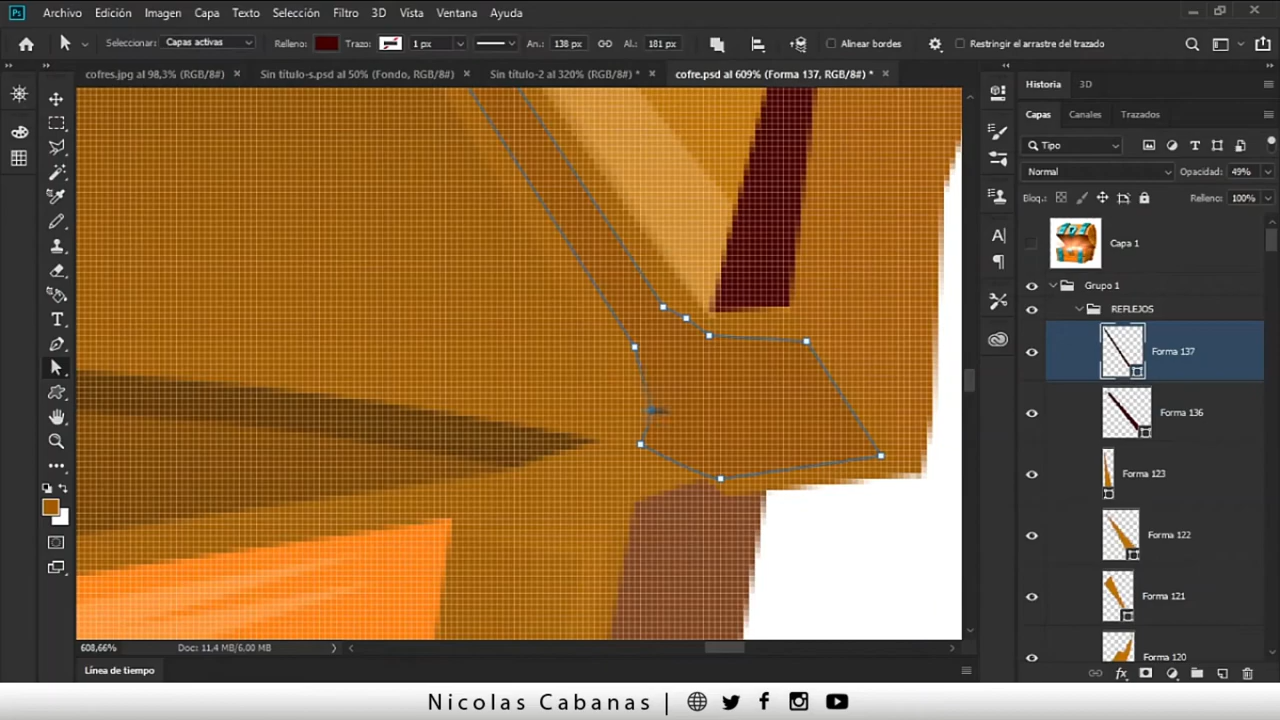 Ps Archivo Edición Imagen Capa Texto Selección Filtro 3D Vista Ventana Ayuda
Seleccionar: Capas activas Relleno: Trazo: 1 px An.: 138 px Al.: 181 px Alinear bordes Restringir el arrastre del trazado
cofres.jpg al 98,3% (RGB/8#) × Sin título-s.psd al 50% (Fondo, RGB/8#) × Sin título-2 al 320% (RGB/8#) * × cofre.psd al 609% (Forma 137, RGB/8#) * ×
Historia 3D
Capas Canales Trazados
Tipo
Normal Opacidad: 49%
Bloq.: Relleno: 100%
Capa 1
Grupo 1
REFLEJOS
Forma 137
Forma 136
Forma 123
Forma 122
Forma 121
Forma 120
608,66% Doc: 11.4 MB/6.00 MB
Línea de tiempo
Nicolas Cabanas |